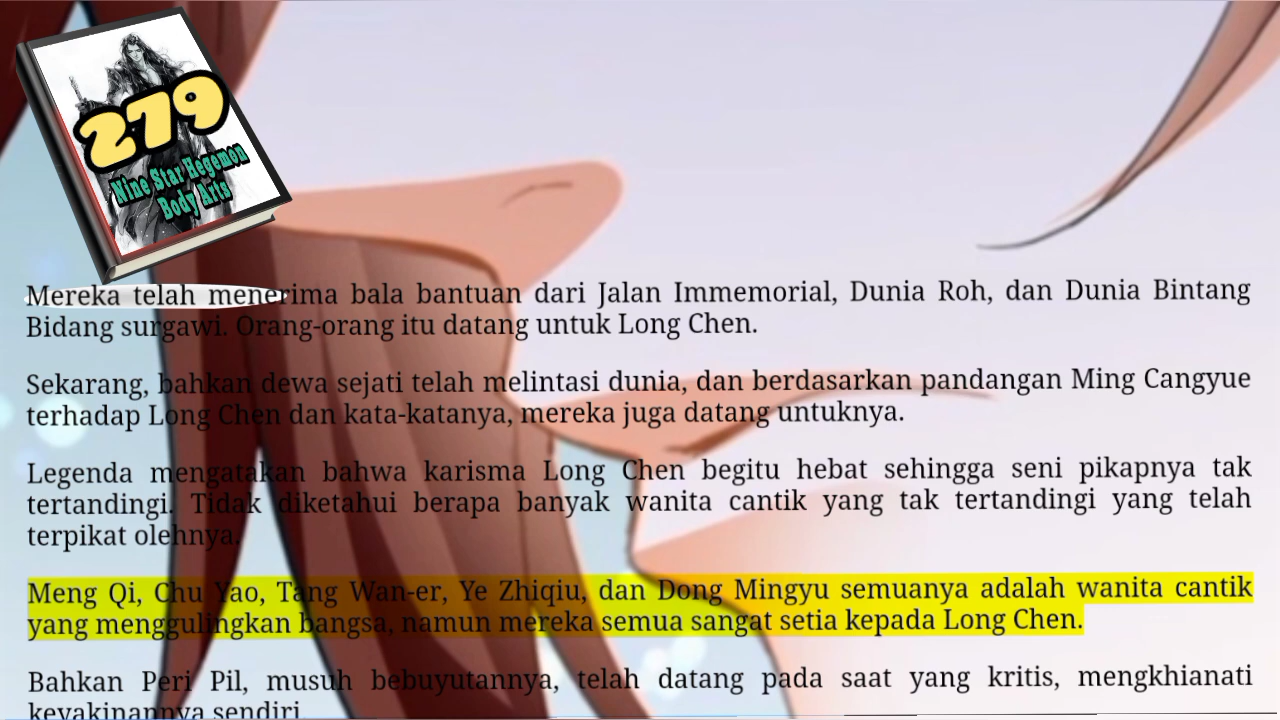 279
Nine Star Hegemon
Body Arts
Mereka telah menerima bala bantuan dari Jalan Immemorial, Dunia Roh, dan Dunia Bintang
Bidang surgawi. Orang-orang itu datang untuk Long Chen.
Sekarang, bahkan dewa sejati telah melintasi dunia, dan berdasarkan pandangan Ming Cangyue
terhadap Long Chen dan kata-katanya, mereka juga datang untuknya.
Legenda mengatakan bahwa karisma Long Chen begitu hebat sehingga seni pikapnya tak
tertandingi. Tidak diketahui berapa banyak wanita cantik yang tak tertandingi yang telah
terpikat olehnya.
Meng Qi, Chu Yao, Tang Wan-er, Ye Zhiqiu, dan Dong Mingyu semuanya adalah wanita cantik
yang menggulingkan bangsa, namun mereka semua sangat setia kepada Long Chen.
Bahkan Peri Pil, musuh bebuyutannya, telah datang pada saat yang kritis, mengkhianati
keyakinannya sendiri.